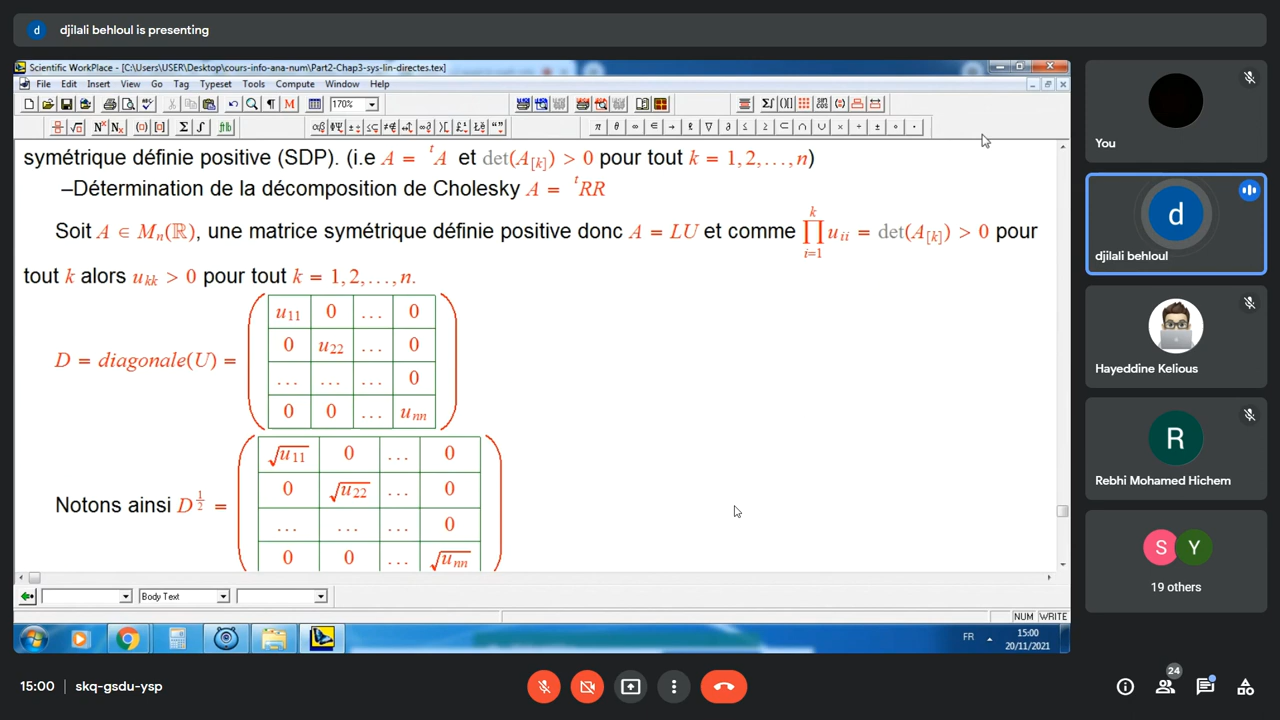 djilali behloul is presenting
Scientific WorkPlace - [C:\Users\USER\Desktop\cours-info-ana-num\Part2-Chap3-sys-lin-directes.tex]
File Edit Insert View Go Tag Typeset Tools Compute Window Help
170%
symétrique définie positive (SDP). (i.e A = ᵗA et det(A[k]) > 0 pour tout k = 1,2,...,n)
–Détermination de la décomposition de Cholesky A = ᵗRR
Soit A ∈ Mₙ(ℝ), une matrice symétrique définie positive donc A = LU et comme ∏ᵢ₌₁ᵏ uᵢᵢ = det(A[k]) > 0 pour
tout k alors uₖₖ > 0 pour tout k = 1,2,...,n.
u₁₁ 0 ... 0
0 u₂₂ ... 0
D = diagonale(U) =
... ... ... 0
0 0 ... uₙₙ
√u₁₁ 0 ... 0
0 √u₂₂ ... 0
Notons ainsi D^(1/2) =
... ... ... 0
0 0 ... √uₙₙ
Body Text
NUM WRITE
FR 15:00
20/11/2021
You
d
djilali behloul
Hayeddine Kelious
R
Rebhi Mohamed Hichem
S Y
19 others
15:00 skq-gsdu-ysp
24